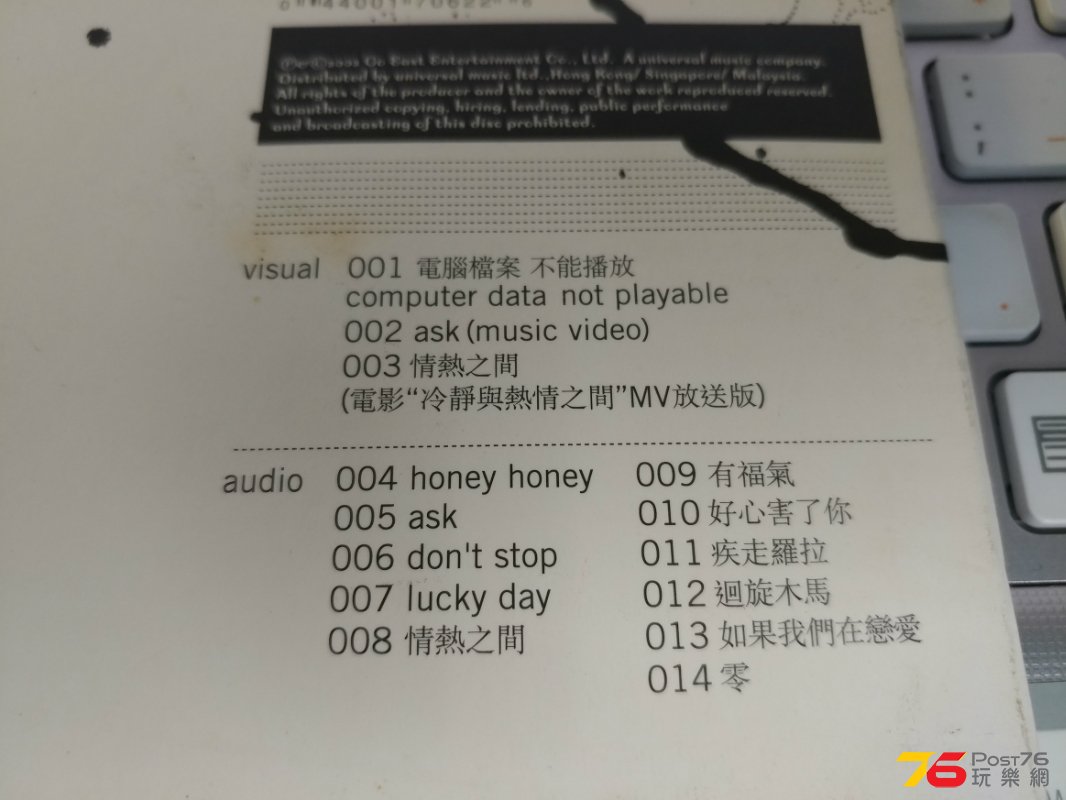 44001 70622
Go East Entertainment Co., Ltd. A universal music company.
Distributed by universal music ltd.,Hong Kong/ Singapore/ Malaysia.
All rights of the producer and the owner of the work reproduced reserved.
Unauthorized copying, hiring, lending, public performance
and broadcasting of this disc prohibited.
visual 001 電腦檔案 不能播放
computer data not playable
002 ask (music video)
003 情熱之間
(電影“冷靜與熱情之間”MV放送版)
audio 004 honey honey
005 ask
006 don't stop
007 lucky day
008 情熱之間
009 有福氣
010 好心害了你
011 疾走羅拉
012 迴旋木馬
013 如果我們在戀愛
014 零
76 Post76
玩樂網